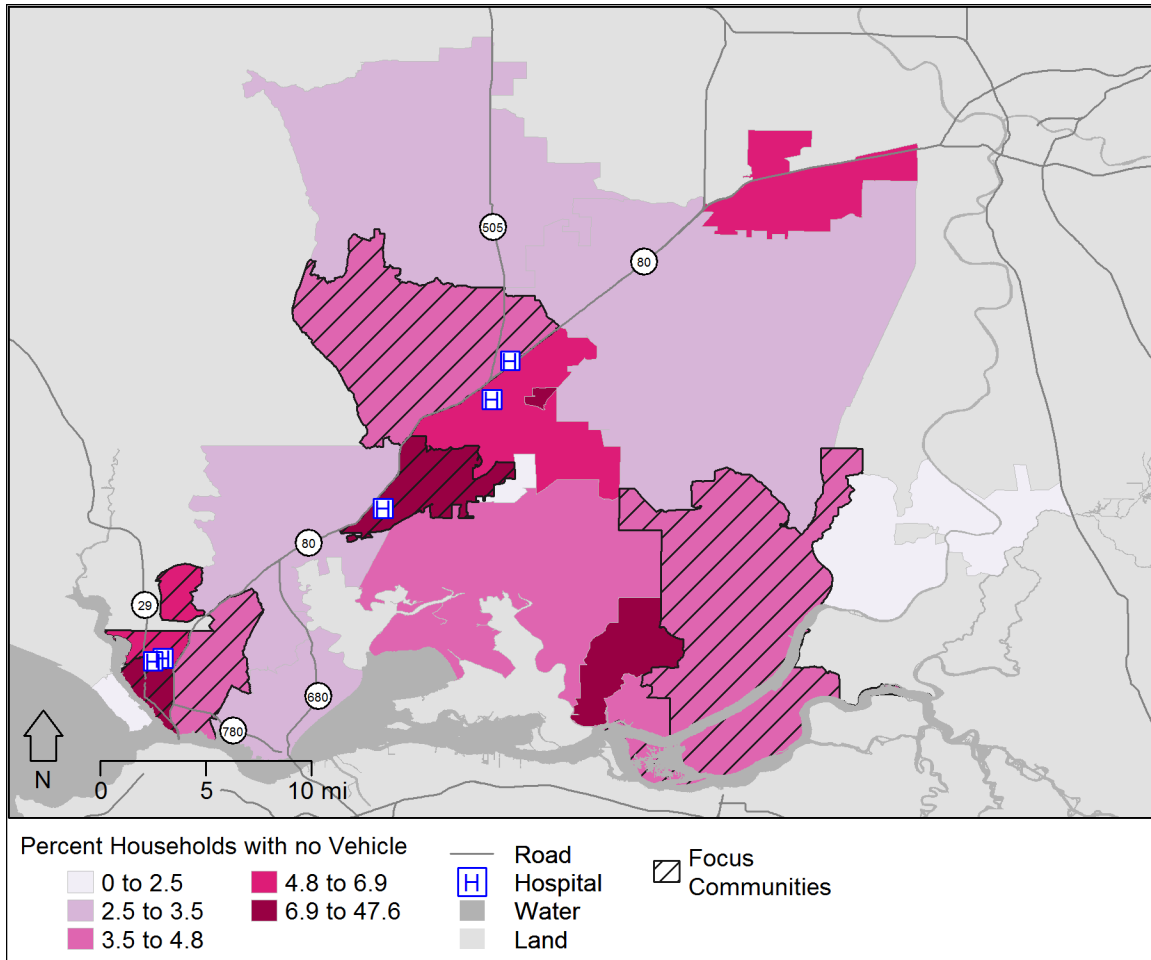 505
80
80
29
680
780
N
0 5 10 mi
Percent Households with no Vehicle
0 to 2.5
2.5 to 3.5
3.5 to 4.8
4.8 to 6.9
6.9 to 47.6
Road
H Hospital
Water
Land
Focus
Communities
H
H
H
H
H